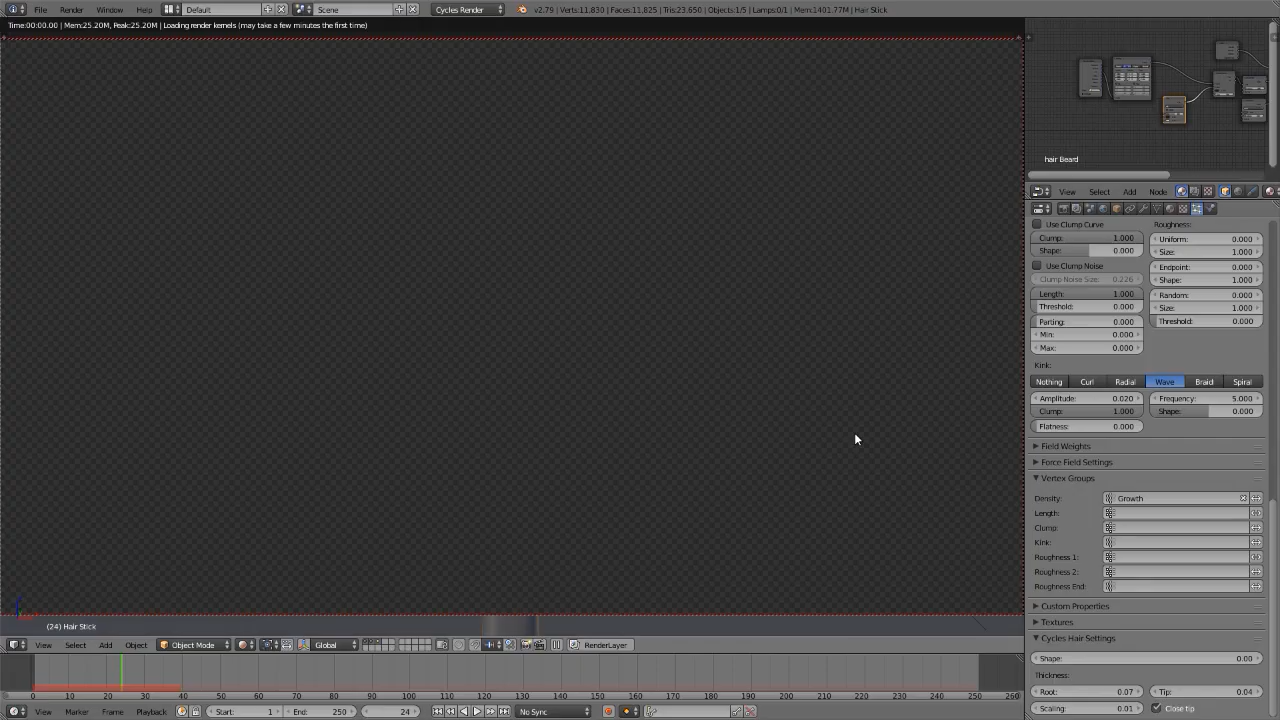 File Render Window Help Default Scene Cycles Render v2.79 | Verts:11,830 | Faces:11,825 | Tris:23,650 | Objects:1/5 | Lamps:0/1 | Mem:1401.77M | Hair Stick
Time:00:00.00 | Mem:25.20M, Peak:25.20M | Loading render kernels (may take a few minutes the first time)
hair Beard
View Select Add Node
Use Clump Curve Roughness:
Clump: 1.000 Uniform: 0.000
Shape: 0.000 Size: 1.000
Use Clump Noise Endpoint: 0.000
Clump Noise Size: 0.226 Shape: 1.000
Length: 1.000 Random: 0.000
Threshold: 0.000 Size: 1.000
Parting: 0.000 Threshold: 0.000
Min: 0.000
Max: 0.000
Kink:
Nothing Curl Radial Wave Braid Spiral
Amplitude: 0.020 Frequency: 5.000
Clump: 1.000 Shape: 0.000
Flatness: 0.000
Field Weights
Force Field Settings
Vertex Groups
Density: Growth
Length:
Clump:
Kink:
Roughness 1:
Roughness 2:
Roughness End:
Custom Properties
Textures
Cycles Hair Settings
Shape: 0.00
Thickness:
Root: 0.07 Tip: 0.04
Scaling: 0.01 Close tip
(24) Hair Stick
View Select Add Object Object Mode Global RenderLayer
0 10 20 30 40 50 60 70 80 90 100 110 120 130 140 150 160 170 180 190 200 210 220 230 240 250 260
View Marker Frame Playback Start: 1 End: 250 24 No Sync